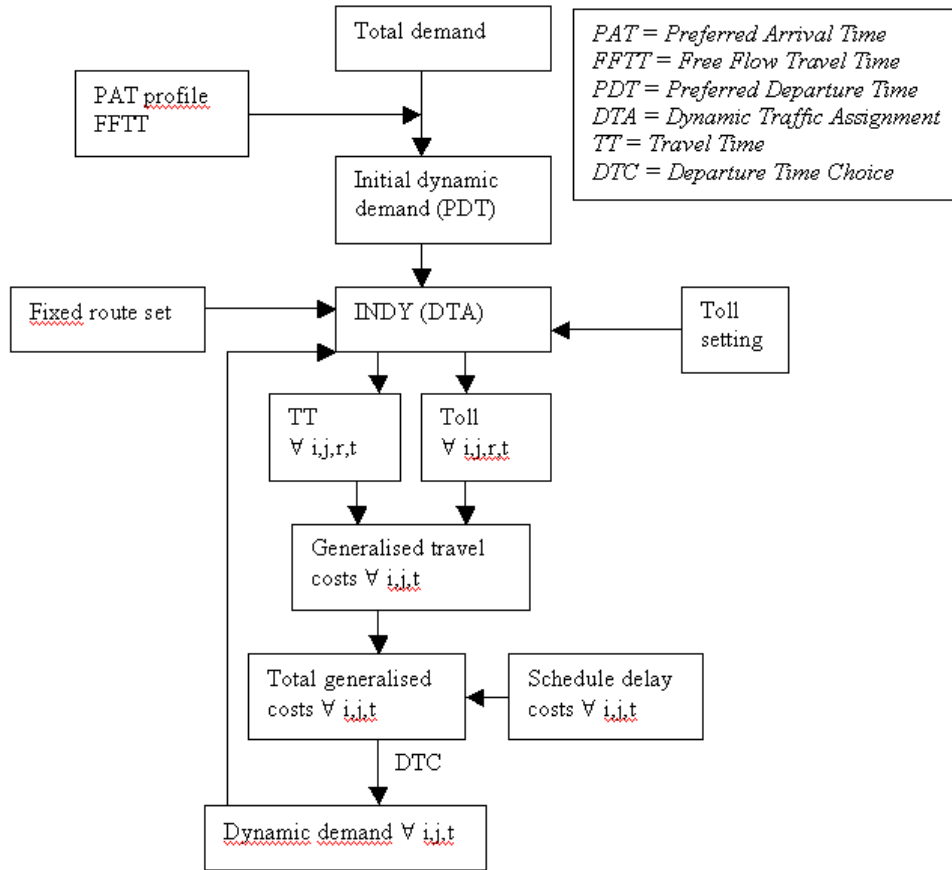 Total demand
PAT = Preferred Arrival Time
FFTT = Free Flow Travel Time
PDT = Preferred Departure Time
DTA = Dynamic Traffic Assignment
TT = Travel Time
DTC = Departure Time Choice
PAT profile
FFTT
Initial dynamic
demand (PDT)
Fixed route set
INDY (DTA)
Toll
setting
TT
∀ i,j,r,t
Toll
∀ i,j,r,t
Generalised travel
costs ∀ i,j,t
Total generalised
costs ∀ i,j,t
Schedule delay
costs ∀ i,j,t
DTC
Dynamic demand ∀ i,j,t